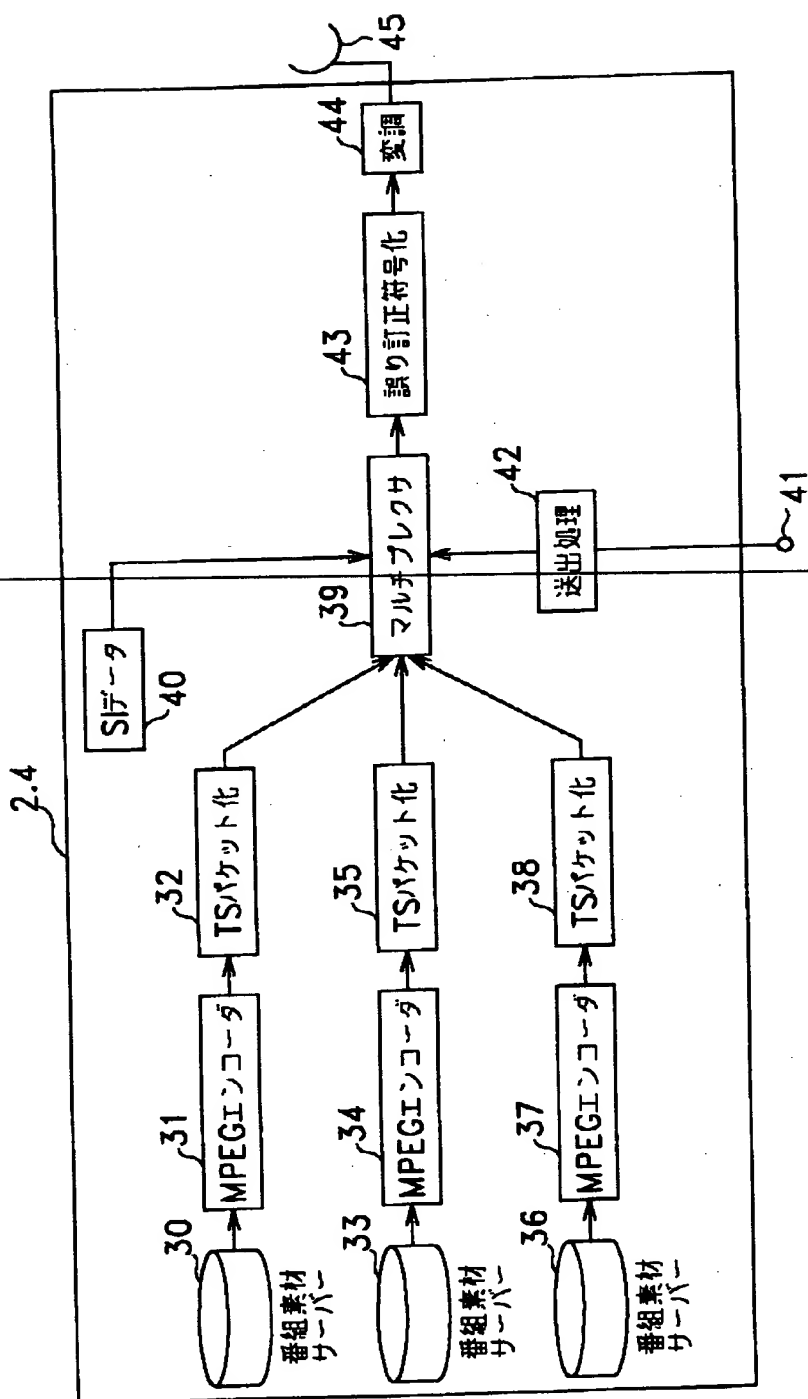 2.4
30
番組素材
サーバー
31
MPEGエンコーダ
32
TSパケット化
33
番組素材
サーバー
34
MPEGエンコーダ
35
TSパケット化
36
番組素材
サーバー
37
MPEGエンコーダ
38
TSパケット化
SIデータ
40
39
マルチプレクサ
42
送出処理
41
43
誤り訂正符号化
44
変調
45